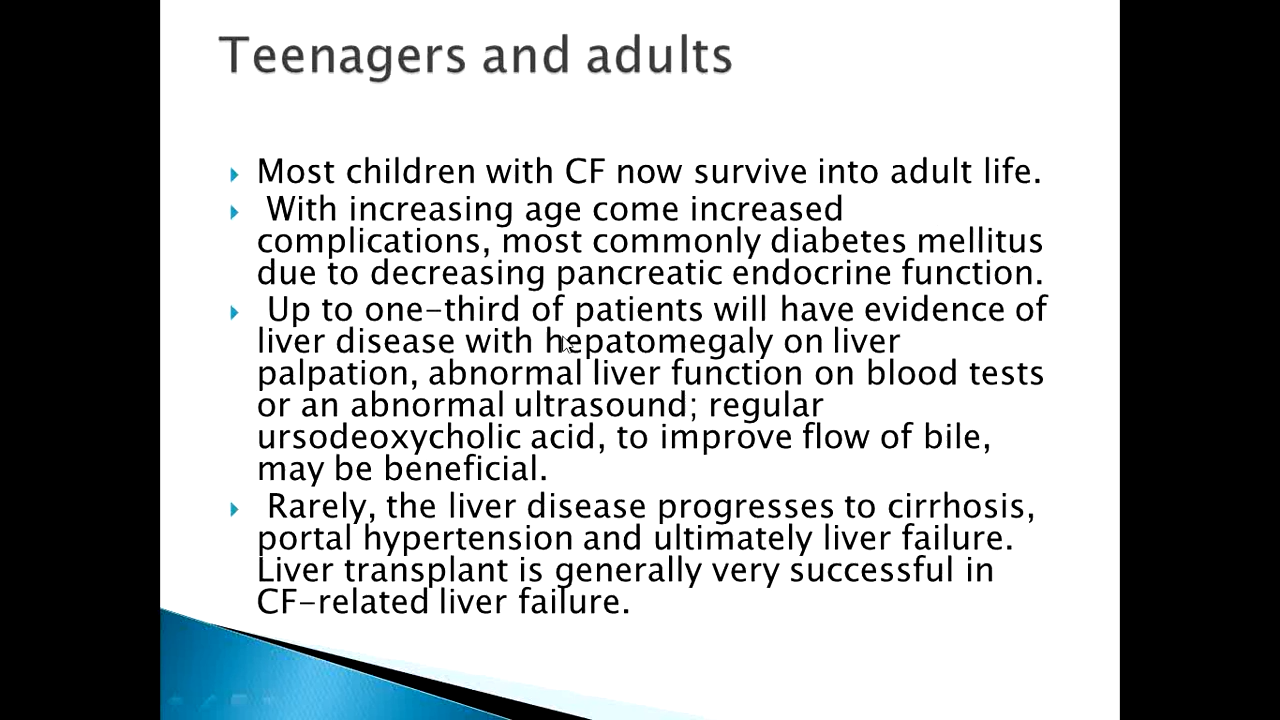 Teenagers and adults
Most children with CF now survive into adult life.
With increasing age come increased
complications, most commonly diabetes mellitus
due to decreasing pancreatic endocrine function.
Up to one-third of patients will have evidence of
liver disease with hepatomegaly on liver
palpation, abnormal liver function on blood tests
or an abnormal ultrasound; regular
ursodeoxycholic acid, to improve flow of bile,
may be beneficial.
Rarely, the liver disease progresses to cirrhosis,
portal hypertension and ultimately liver failure.
Liver transplant is generally very successful in
CF-related liver failure.